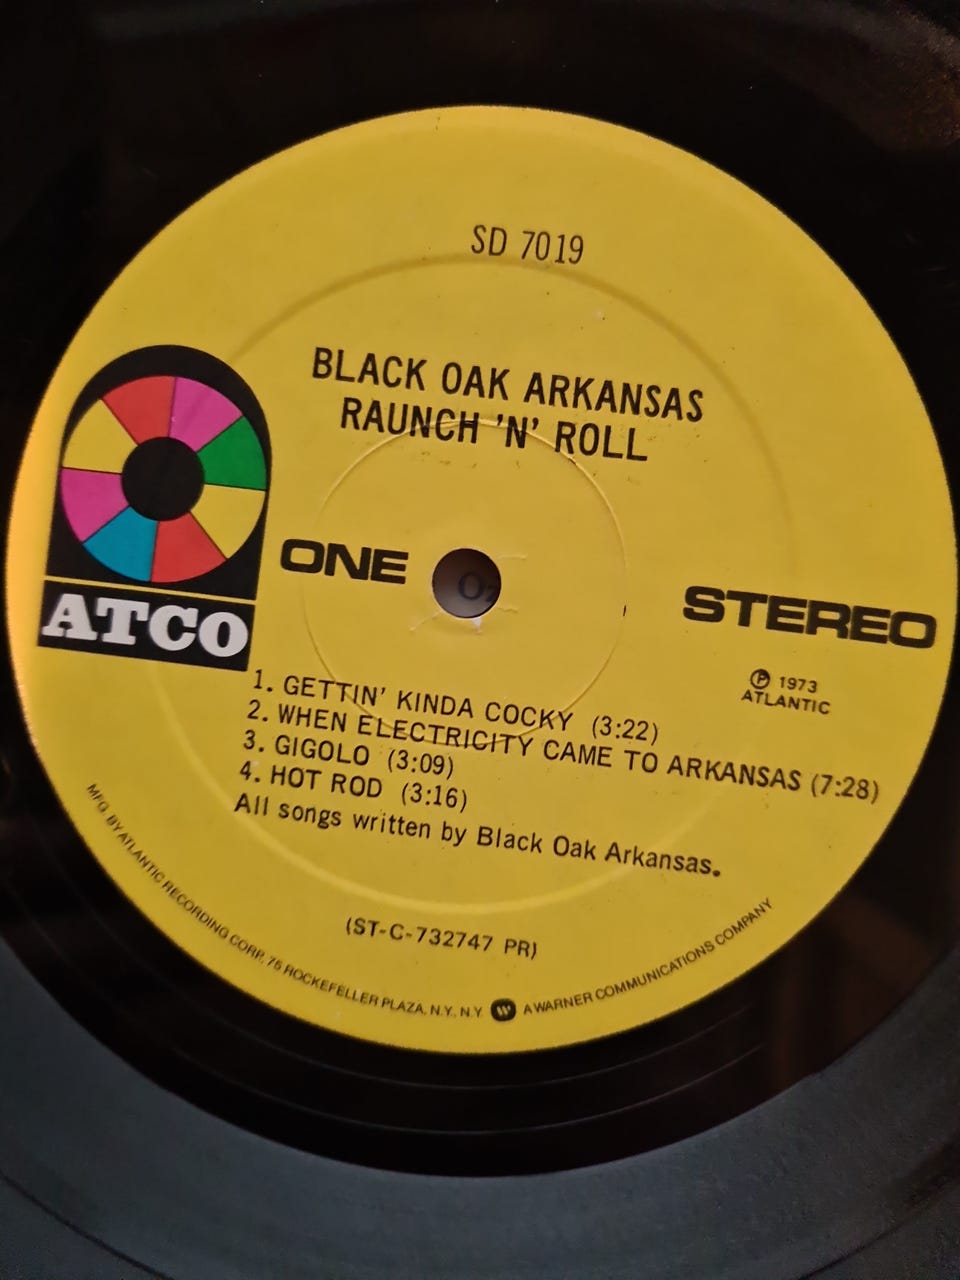 SD 7019
BLACK OAK ARKANSAS
RAUNCH 'N' ROLL
ATCO
ONE
STEREO
Ⓟ 1973
ATLANTIC
1. GETTIN' KINDA COCKY (3:22)
2. WHEN ELECTRICITY CAME TO ARKANSAS (7:28)
3. GIGOLO (3:09)
4. HOT ROD (3:16)
All songs written by Black Oak Arkansas.
(ST-C-732747 PR)
MFG. BY ATLANTIC RECORDING CORP., 75 ROCKEFELLER PLAZA, N.Y., N.Y. W A WARNER COMMUNICATIONS COMPANY